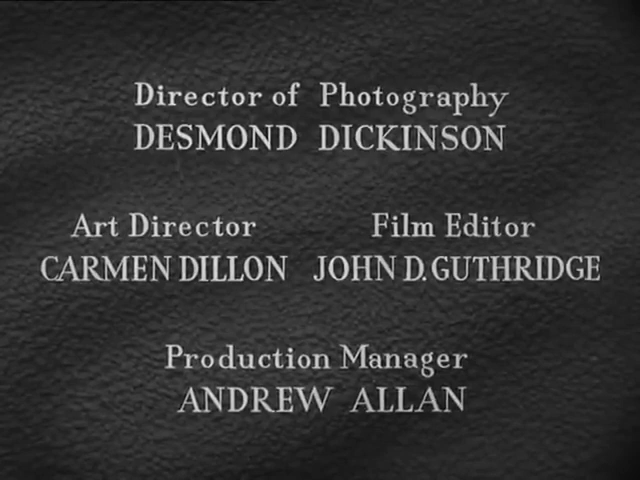 Director of Photography
DESMOND DICKINSON
Art Director Film Editor
CARMEN DILLON JOHN D. GUTHRIDGE
Production Manager
ANDREW ALLAN